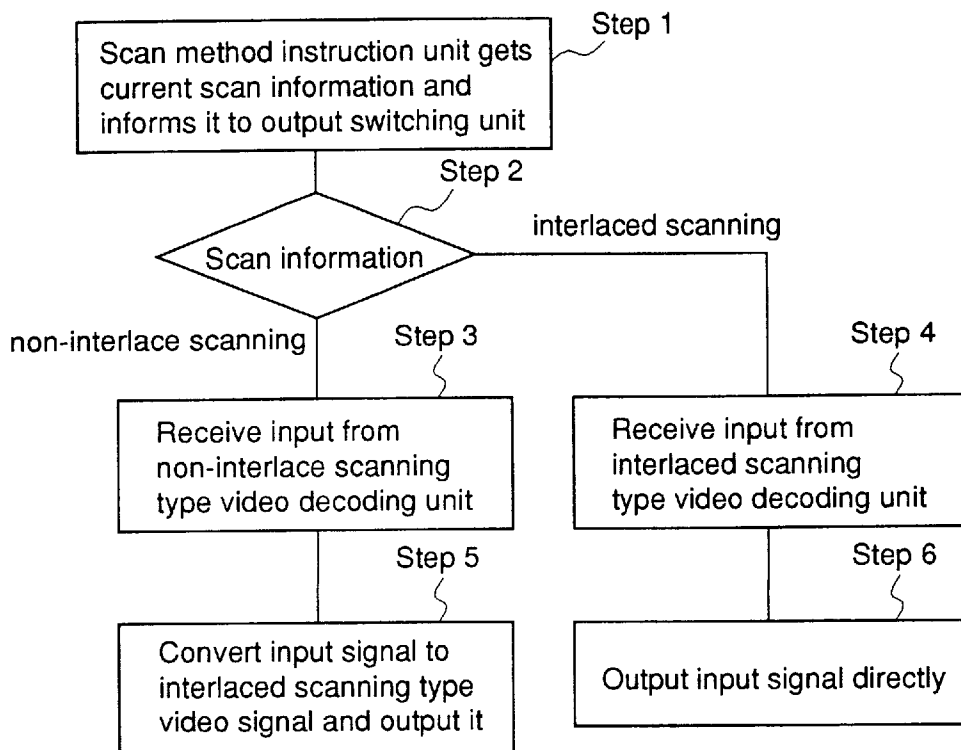 Step 1
Scan method instruction unit gets
current scan information and
informs it to output switching unit
Step 2
Scan information
interlaced scanning
non-interlace scanning
Step 3
Receive input from
non-interlace scanning
type video decoding unit
Step 4
Receive input from
interlaced scanning
type video decoding unit
Step 5
Convert input signal to
interlaced scanning type
video signal and output it
Step 6
Output input signal directly